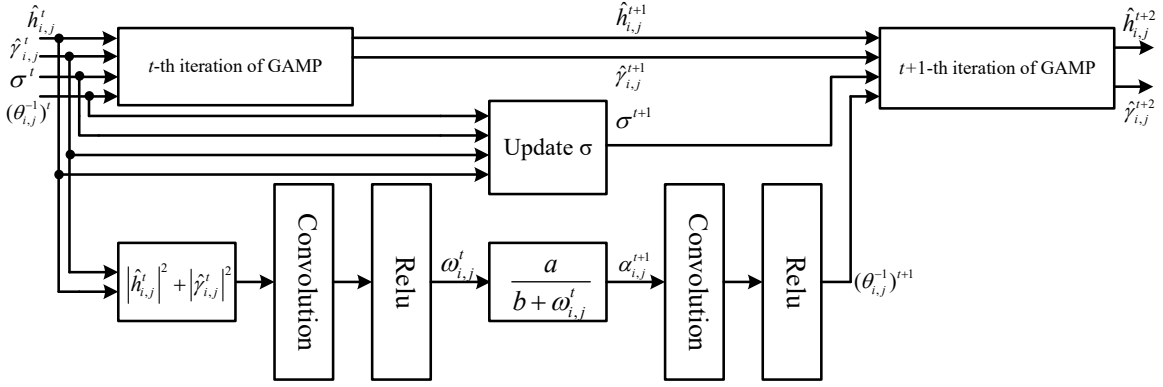 ĥ^t_{i,j}
γ̂^t_{i,j}
σ^t
(θ^{-1}_{i,j})^t
t-th iteration of GAMP
ĥ^{t+1}_{i,j}
γ̂^{t+1}_{i,j}
t+1-th iteration of GAMP
ĥ^{t+2}_{i,j}
γ̂^{t+2}_{i,j}
Update σ
σ^{t+1}
|ĥ^t_{i,j}|^2 + |γ̂^t_{i,j}|^2
Convolution
Relu
ω^t_{i,j}
a
b + ω^t_{i,j}
α^{t+1}_{i,j}
Convolution
Relu
(θ^{-1}_{i,j})^{t+1}